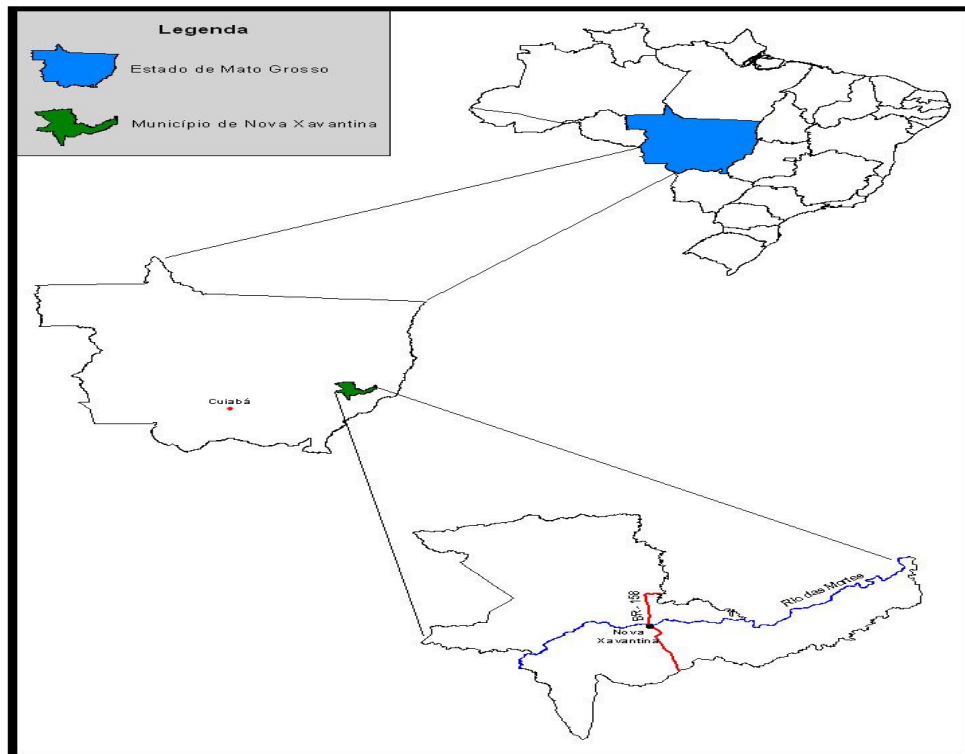 Legenda
Estado de Mato Grosso
Município de Nova Xavantina
Cuiabá
Rio das Mortes
BR - 158
Nova
Xavantina